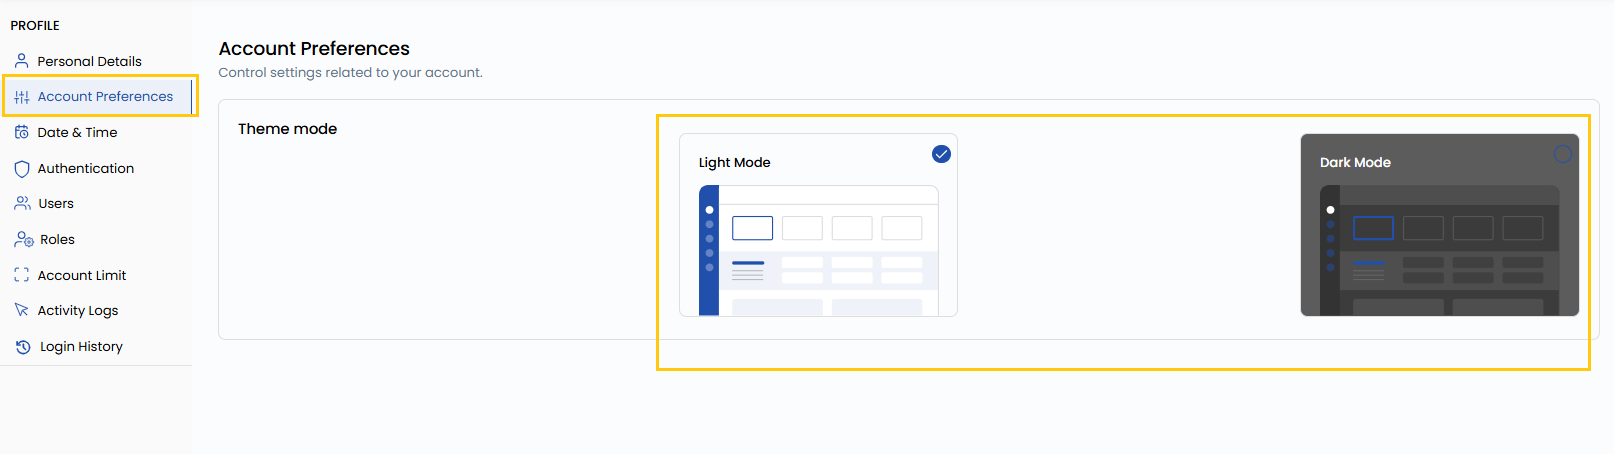 PROFILE
Personal Details
Account Preferences
Date & Time
Authentication
Users
Roles
Account Limit
Activity Logs
Login History
Account Preferences
Control settings related to your account.
Theme mode
Light Mode
Dark Mode